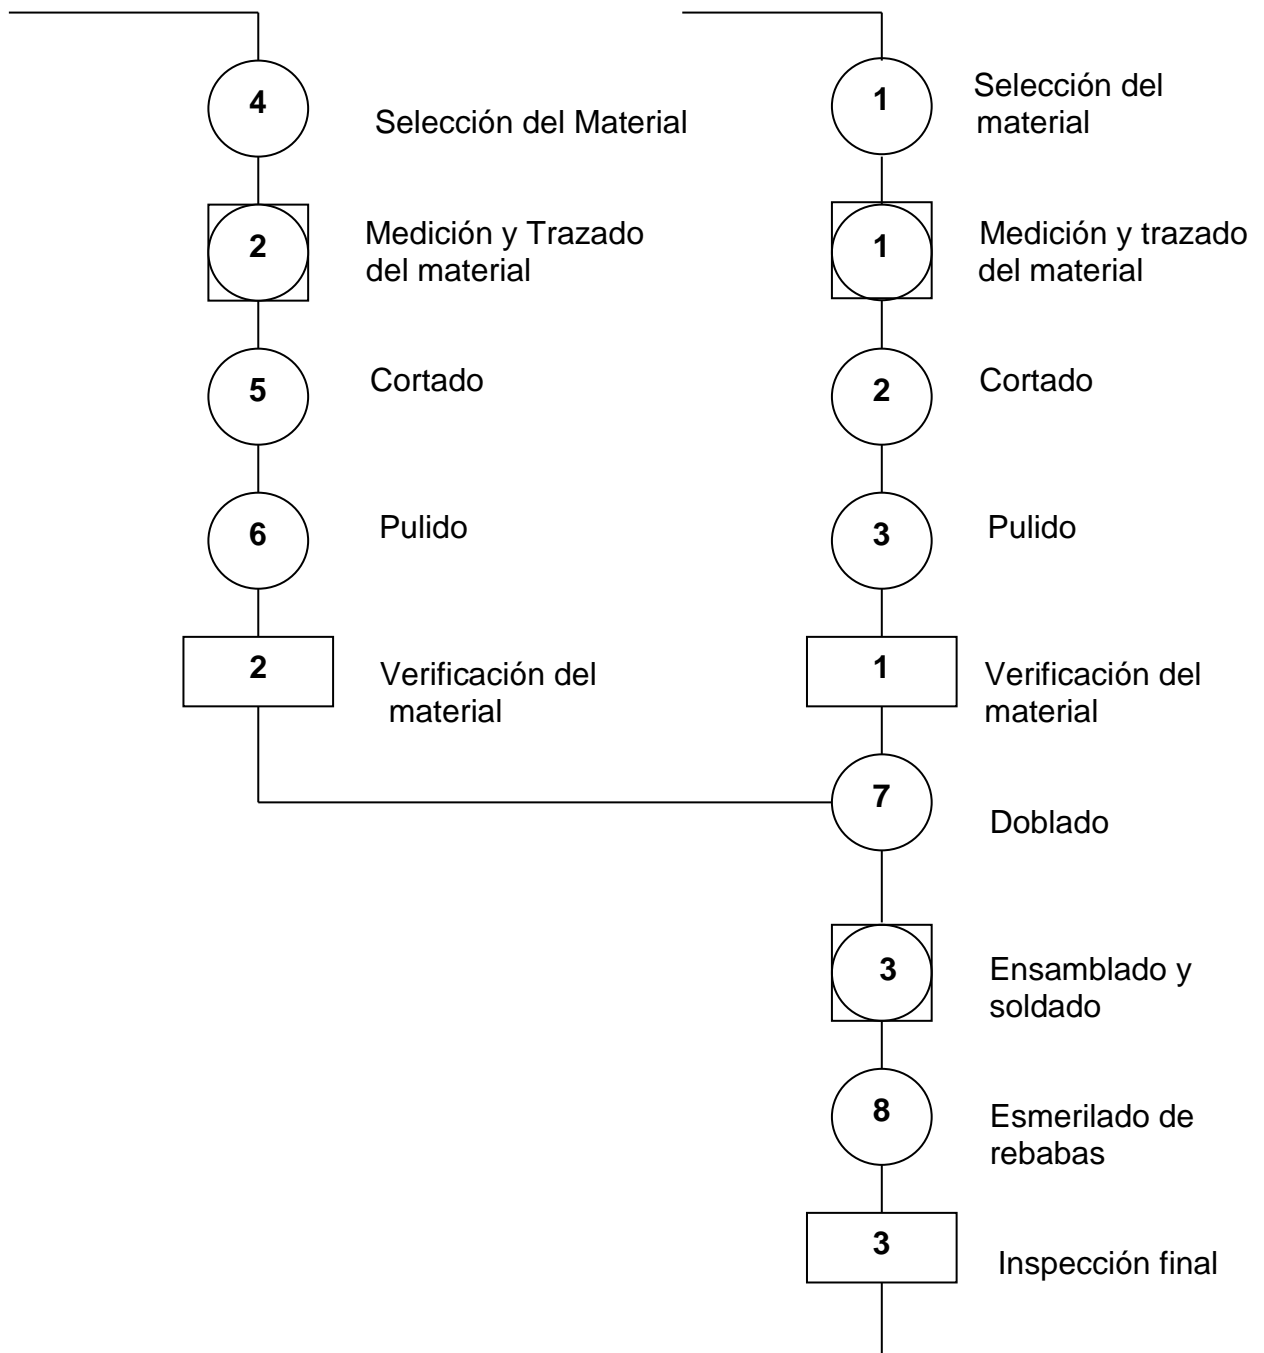 4
Selección del Material
2
Medición y Trazado
del material
5
Cortado
6
Pulido
2
Verificación del
material
1
Selección del
material
1
Medición y trazado
del material
2
Cortado
3
Pulido
1
Verificación del
material
7
Doblado
3
Ensamblado y
soldado
8
Esmerilado de
rebabas
3
Inspección final